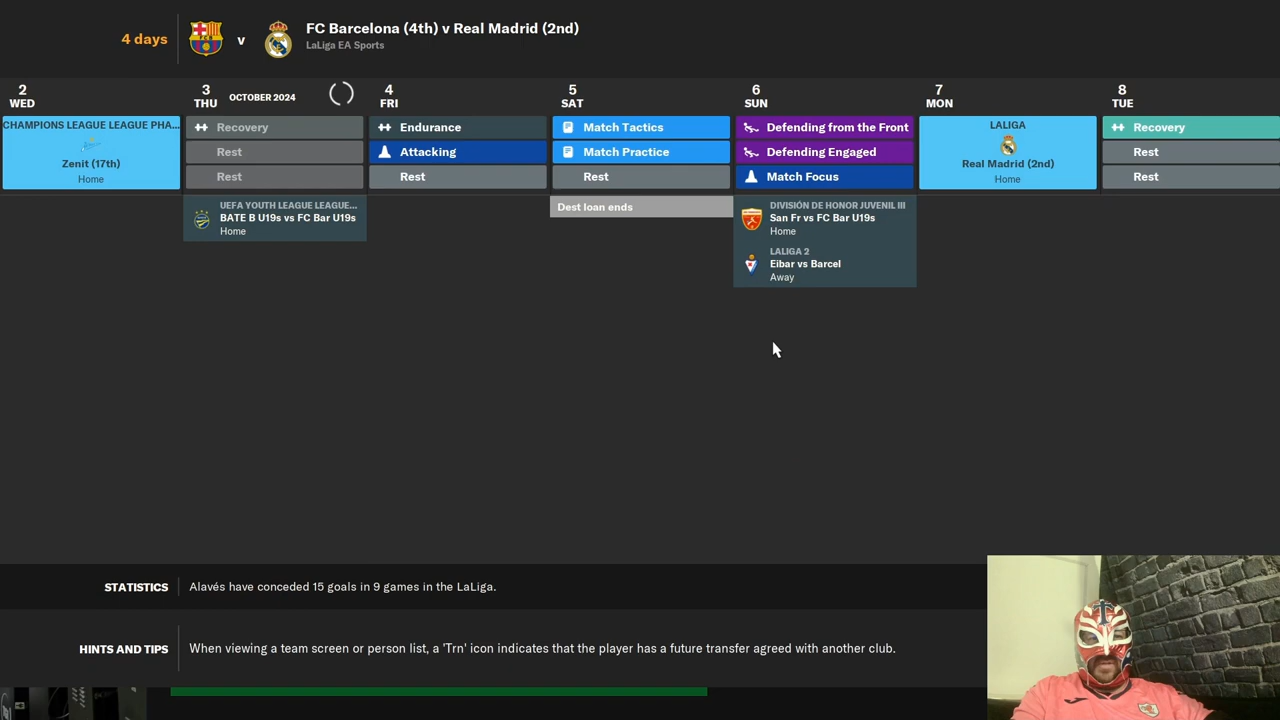 4 days
v
FC Barcelona (4th) v Real Madrid (2nd)
LaLiga EA Sports
2
WED
3
THU
OCTOBER 2024
4
FRI
5
SAT
6
SUN
7
MON
8
TUE
CHAMPIONS LEAGUE LEAGUE PHA...
Zenit (17th)
Home
Recovery
Rest
Rest
UEFA YOUTH LEAGUE LEAGUE...
BATE B U19s vs FC Bar U19s
Home
Endurance
Attacking
Rest
Match Tactics
Match Practice
Rest
Dest loan ends
Defending from the Front
Defending Engaged
Match Focus
DIVISIÓN DE HONOR JUVENIL III
San Fr vs FC Bar U19s
Home
LALIGA 2
Eibar vs Barcel
Away
LALIGA
Real Madrid (2nd)
Home
Recovery
Rest
Rest
STATISTICS
Alavés have conceded 15 goals in 9 games in the LaLiga.
HINTS AND TIPS
When viewing a team screen or person list, a 'Trn' icon indicates that the player has a future transfer agreed with another club.